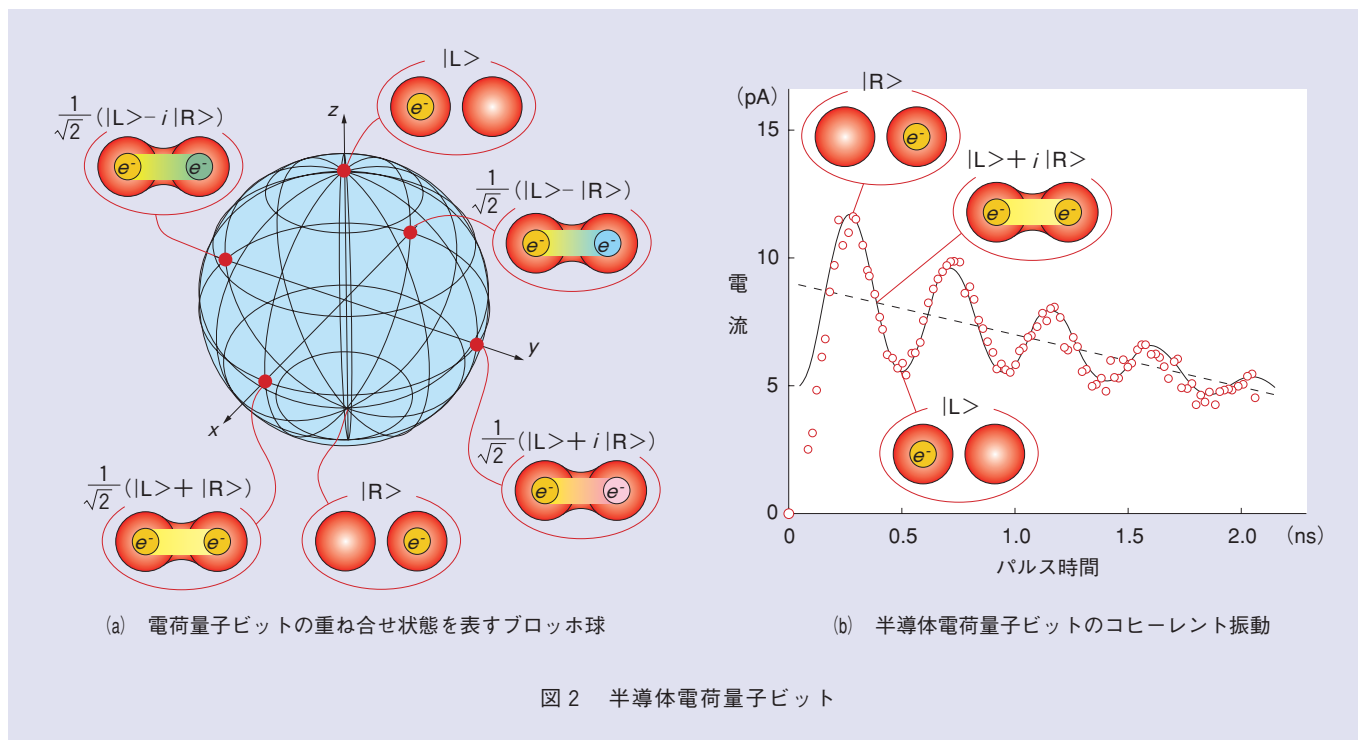 |L>
z
1/√2 (|L>- i |R>)
e-
e-
e-
1/√2 (|L>- |R>)
e-
e-
y
x
1/√2 (|L>+ |R>)
e-
e-
|R>
e-
1/√2 (|L>+ i |R>)
e-
e-
(a) 電荷量子ビットの重ね合せ状態を表すブロッホ球
(pA)
15
10
5
0
電流
|R>
e-
|L>+ i |R>
e-
e-
|L>
e-
0
0.5
1.0
1.5
2.0
(ns)
パルス時間
(b) 半導体電荷量子ビットのコヒーレント振動
図2 半導体電荷量子ビット